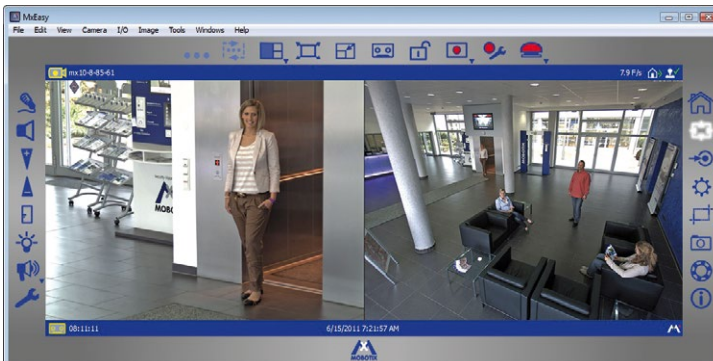 MxEasy
File Edit View Camera I/O Image Tools Windows Help
mx10-8-85-61 7.9 F/s
MOBOTIX
08:11:11 6/15/2011 7:21:57 AM
MOBOTIX